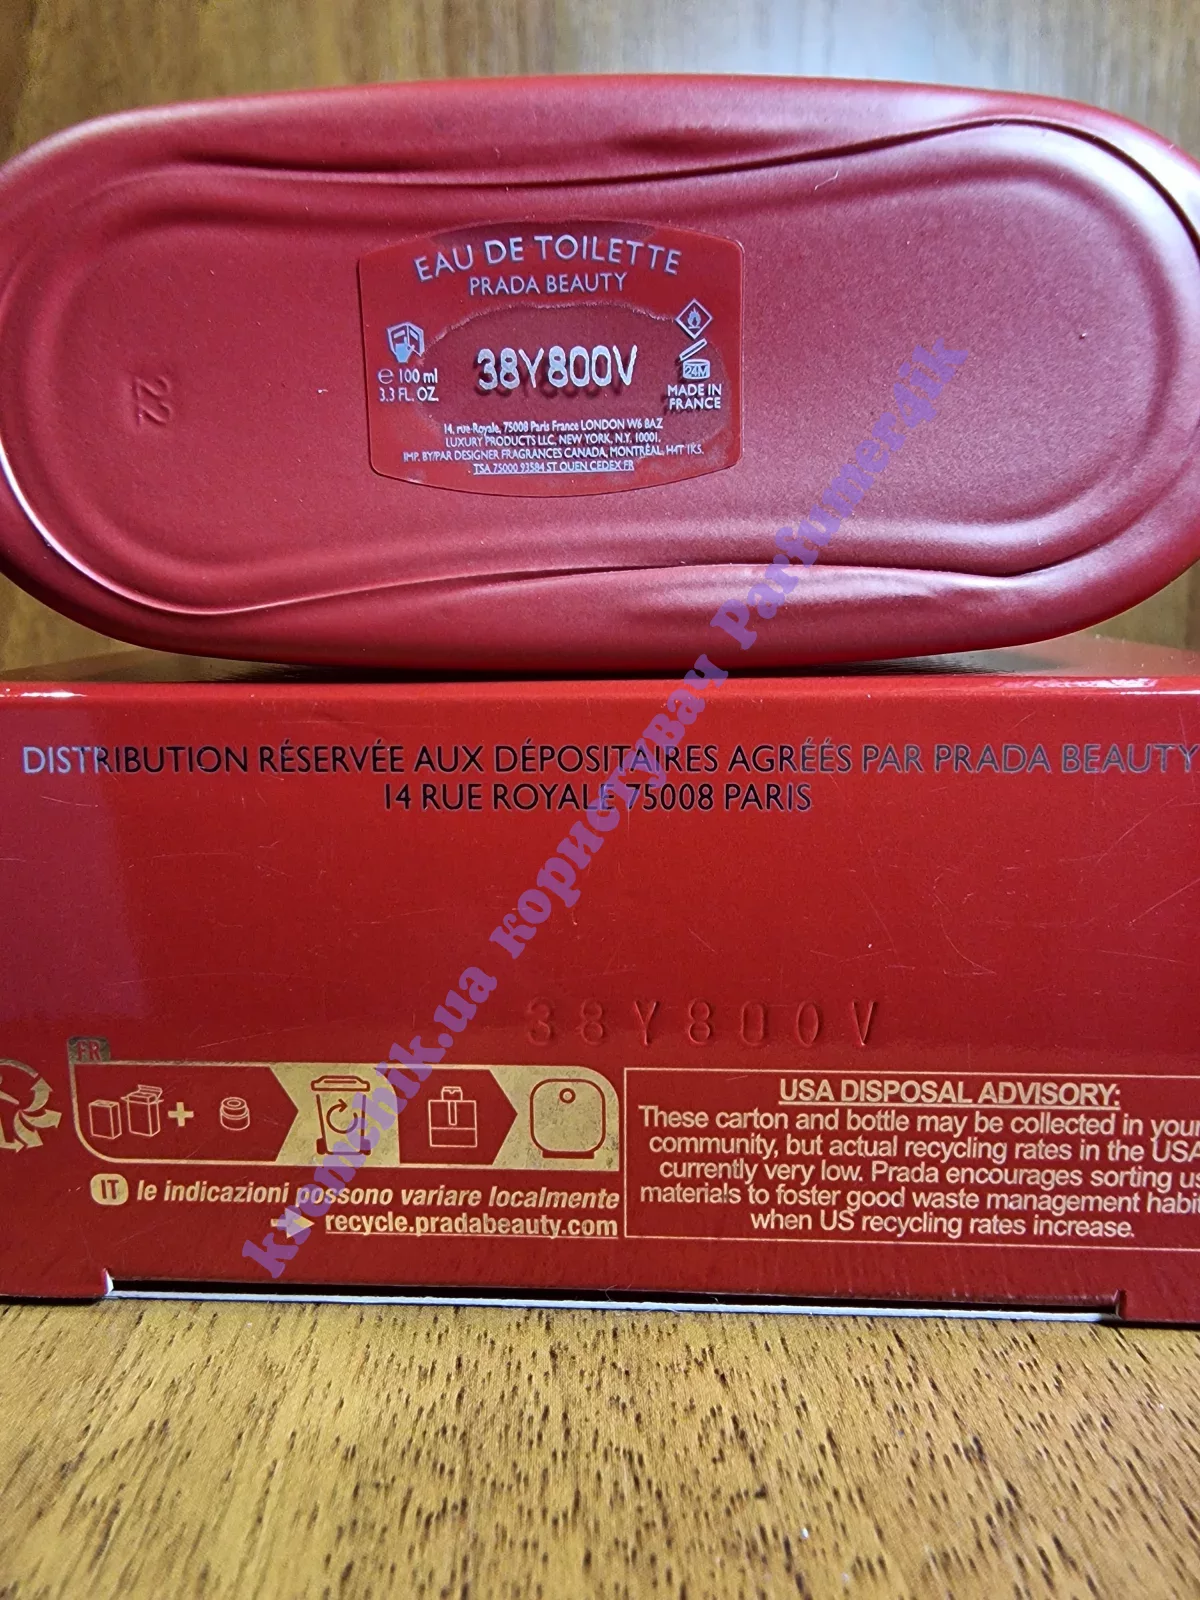 EAU DE TOILETTE
PRADA BEAUTY
38Y800V
24M
℮ 100 ml
3.3 FL. OZ.
MADE IN
FRANCE
14, rue Royale, 75008 Paris France LONDON W6 8AZ
LUXURY PRODUCTS LLC, NEW YORK, N.Y. 10001.
IMP. BY/PAR DESIGNER FRAGRANCES CANADA, MONTRÉAL, H4T 1K5.
TSA 75000 93584 ST OUEN CEDEX FR
22
DISTRIBUTION RÉSERVÉE AUX DÉPOSITAIRES AGRÉÉS PAR PRADA BEAUTY
14 RUE ROYALE 75008 PARIS
38Y800V
FR
IT le indicazioni possono variare localmente
recycle.pradabeauty.com
USA DISPOSAL ADVISORY:
These carton and bottle may be collected in your
community, but actual recycling rates in the USA
currently very low. Prada encourages sorting us
materials to foster good waste management habit
when US recycling rates increase.
kremchik.ua користувач Parfumer4ik